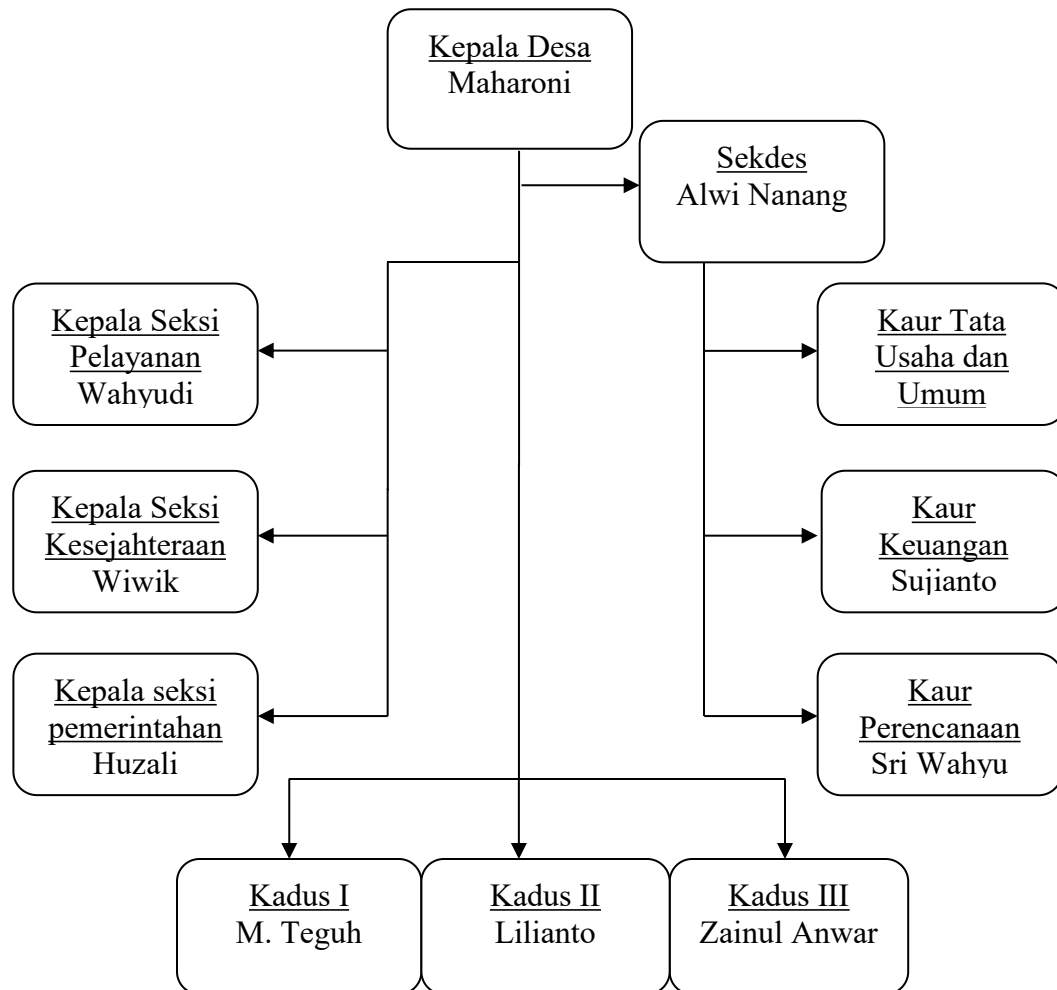 Kepala Desa
Maharoni
Sekdes
Alwi Nanang
Kepala Seksi
Pelayanan
Wahyudi
Kaur Tata
Usaha dan
Umum
Kepala Seksi
Kesejahteraan
Wiwik
Kaur
Keuangan
Sujianto
Kepala seksi
pemerintahan
Huzali
Kaur
Perencanaan
Sri Wahyu
Kadus I
M. Teguh
Kadus II
Lilianto
Kadus III
Zainul Anwar